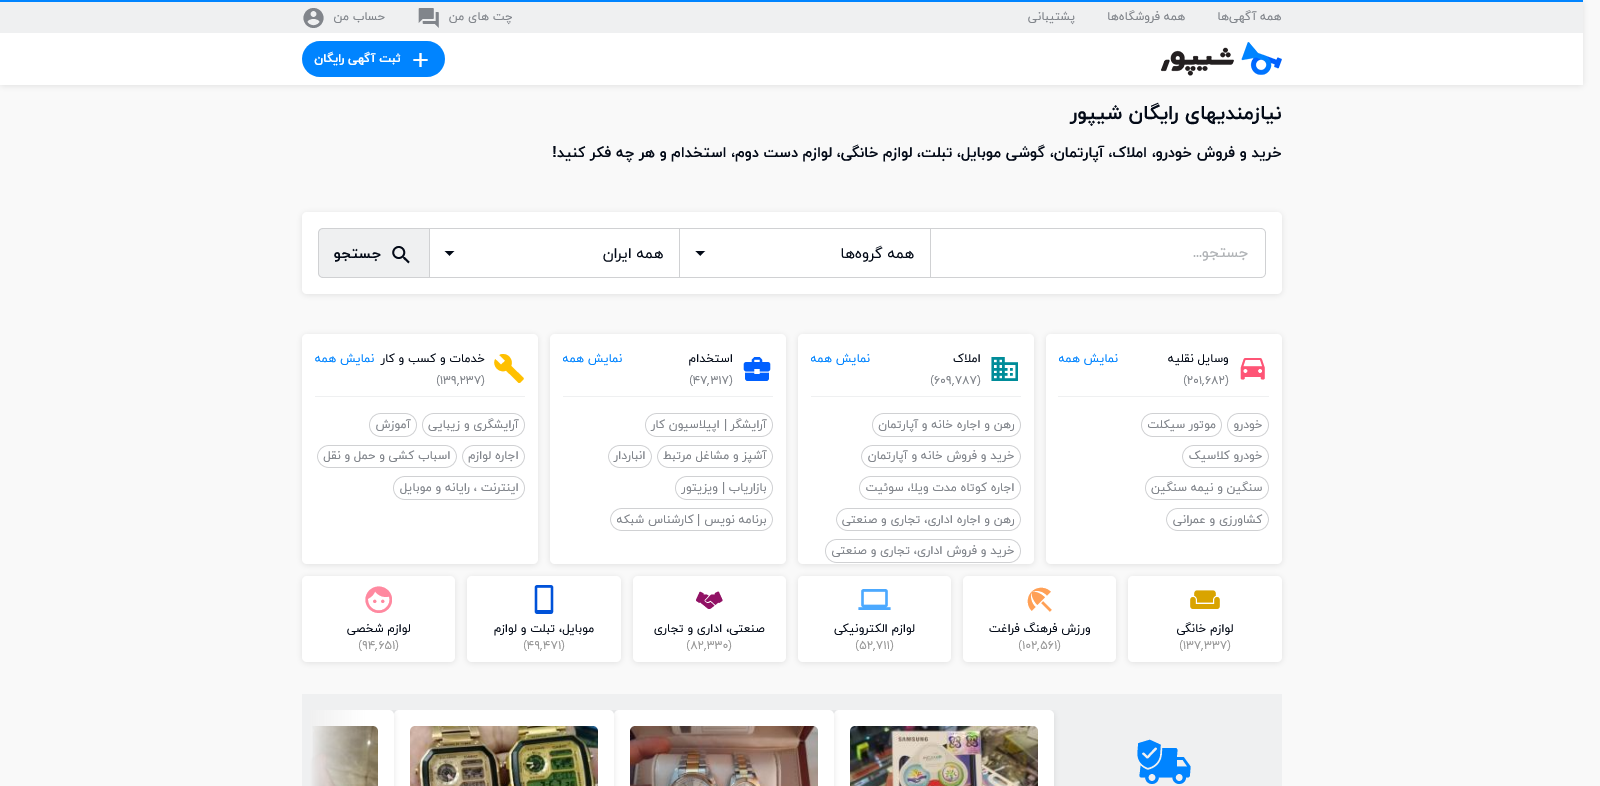 همه آگهی‌ها همه فروشگاه‌ها پشتیبانی چت های من حساب من
شیپور ثبت آگهی رایگان
نیازمندیهای رایگان شیپور
خرید و فروش خودرو، املاک، آپارتمان، گوشی موبایل، تبلت، لوازم خانگی، لوازم دست دوم، استخدام و هر چه فکر کنید!
جستجو... همه گروه‌ها همه ایران جستجو
وسایل نقلیه نمایش همه
(۲۰۱,۶۸۲)
خودرو موتور سیکلت
خودرو کلاسیک
سنگین و نیمه سنگین
کشاورزی و عمرانی
املاک نمایش همه
(۶۰۹,۷۸۷)
رهن و اجاره خانه و آپارتمان
خرید و فروش خانه و آپارتمان
اجاره کوتاه مدت ویلا، سوئیت
رهن و اجاره اداری، تجاری و صنعتی
خرید و فروش اداری، تجاری و صنعتی
استخدام نمایش همه
(۴۷,۳۱۷)
آرایشگر | اپیلاسیون کار
آشپز و مشاغل مرتبط انباردار
بازاریاب | ویزیتور
برنامه نویس | کارشناس شبکه
خدمات و کسب و کار نمایش همه
(۱۳۹,۲۳۷)
آرایشگری و زیبایی آموزش
اجاره لوازم اسباب کشی و حمل و نقل
اینترنت ، رایانه و موبایل
لوازم خانگی
(۱۳۷,۳۳۷)
ورزش فرهنگ فراغت
(۱۰۲,۵۶۱)
لوازم الکترونیکی
(۵۲,۷۱۱)
صنعتی، اداری و تجاری
(۸۲,۳۳۰)
موبایل، تبلت و لوازم
(۴۹,۴۷۱)
لوازم شخصی
(۹۴,۶۵۱)
SAMSUNG